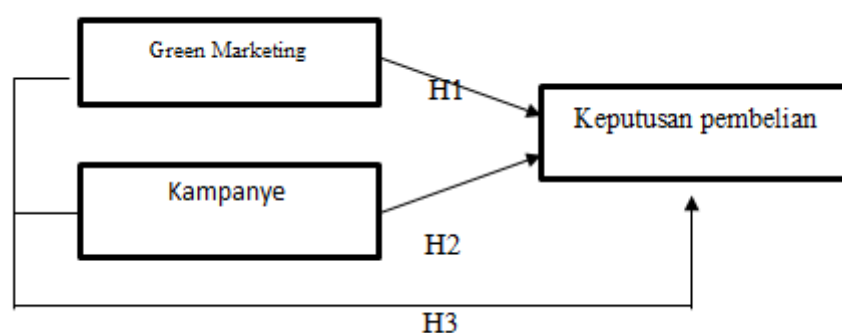 Green Marketing
H1
Keputusan pembelian
Kampanye
H2
H3